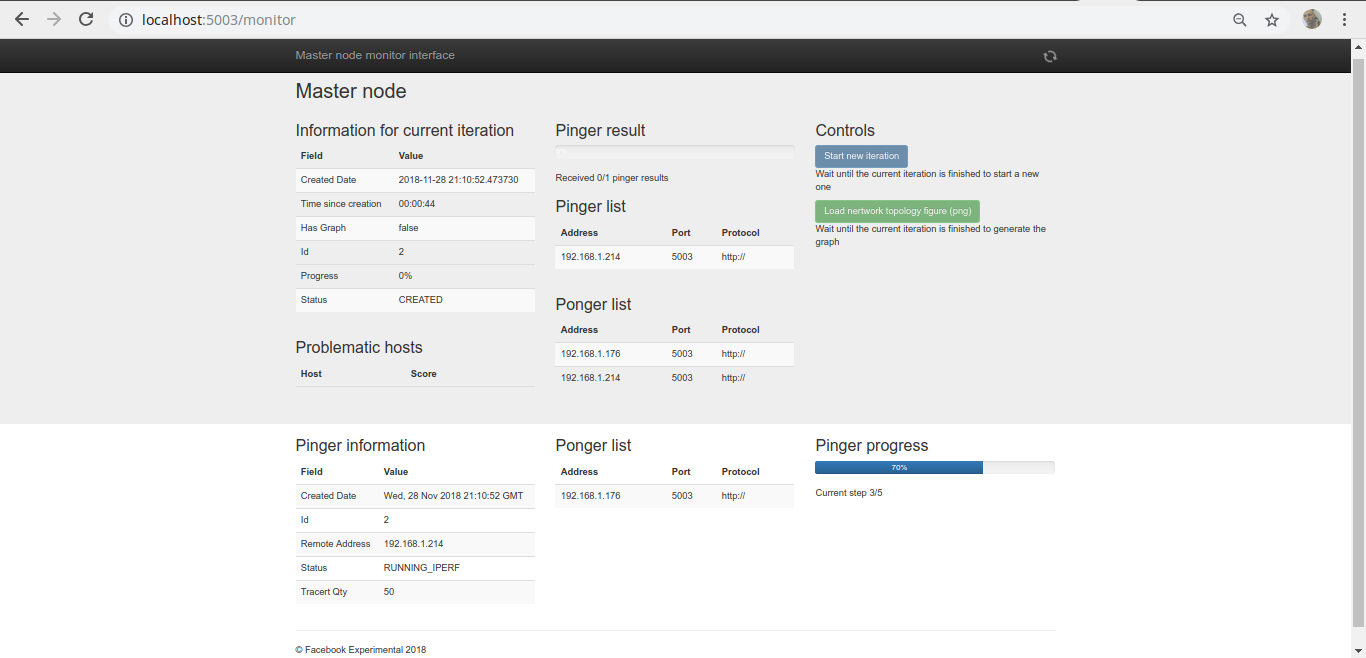 localhost:5003/monitor
Master node monitor interface
Master node
Information for current iteration
Field Value
Created Date 2018-11-28 21:10:52.473730
Time since creation 00:00:44
Has Graph false
Id 2
Progress 0%
Status CREATED
Problematic hosts
Host Score
Pinger result
Received 0/1 pinger results
Pinger list
Address Port Protocol
192.168.1.214 5003 http://
Ponger list
Address Port Protocol
192.168.1.176 5003 http://
192.168.1.214 5003 http://
Controls
Start new iteration
Wait until the current iteration is finished to start a new
one
Load nertwork topology figure (png)
Wait until the current iteration is finished to generate the
graph
Pinger information
Field Value
Created Date Wed, 28 Nov 2018 21:10:52 GMT
Id 2
Remote Address 192.168.1.214
Status RUNNING_IPERF
Tracert Qty 50
Ponger list
Address Port Protocol
192.168.1.176 5003 http://
Pinger progress
70%
Current step 3/5
© Facebook Experimental 2018